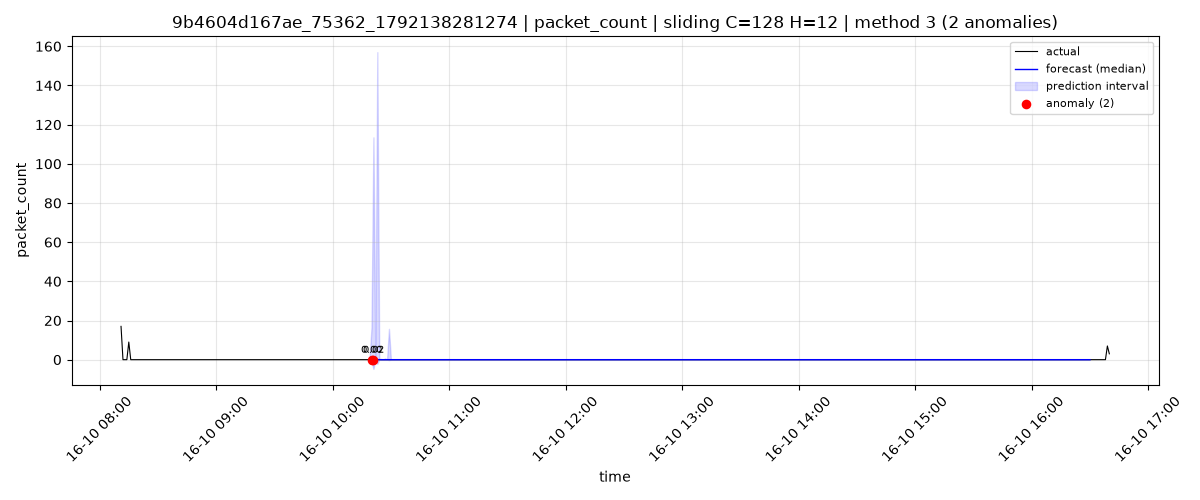 9b4604d167ae_75362_1792138281274 | packet_count | sliding C=128 H=12 | method 3 (2 anomalies)
160
140
120
100
80
60
40
20
0
packet_count
actual
forecast (median)
prediction interval
anomaly (2)
16-10 08:00
16-10 09:00
16-10 10:00
16-10 11:00
16-10 12:00
16-10 13:00
16-10 14:00
16-10 15:00
16-10 16:00
16-10 17:00
time